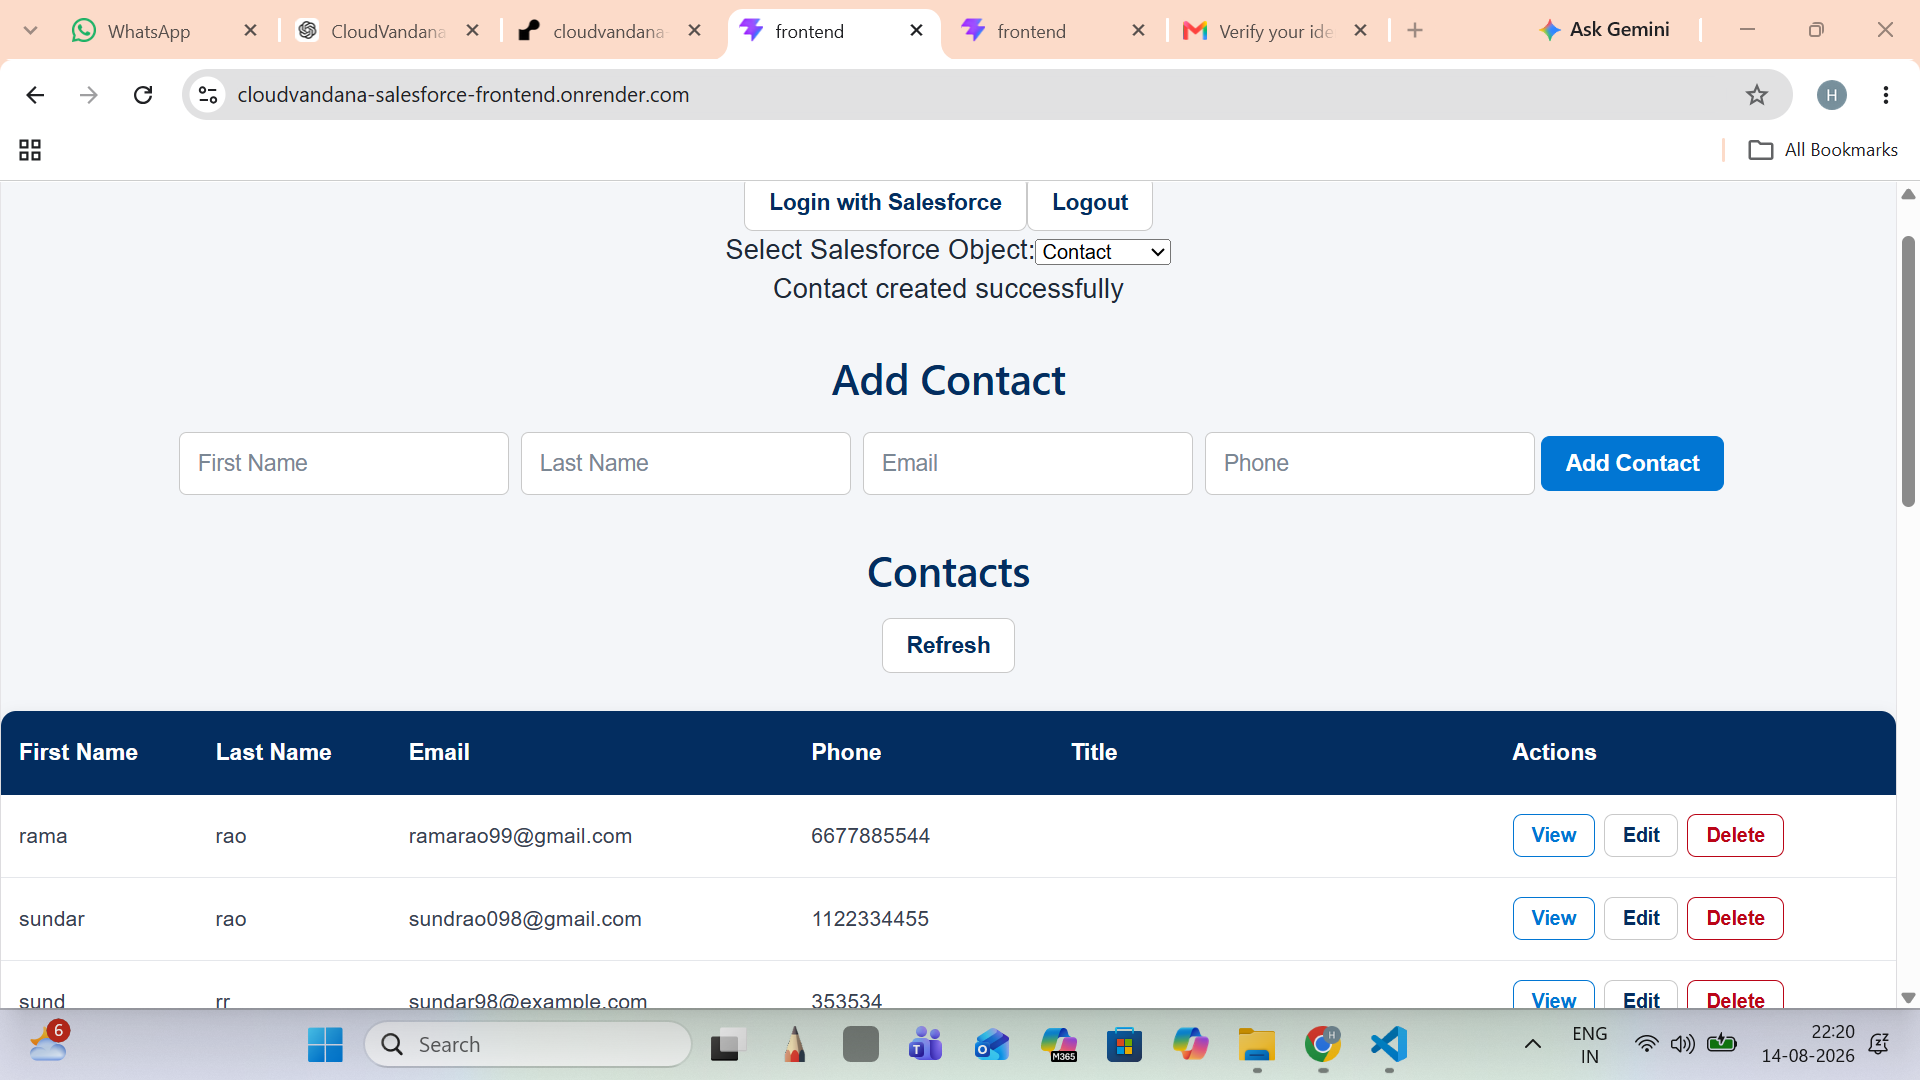 WhatsApp
CloudVandana
cloudvandana-
frontend
frontend
Verify your ide
Ask Gemini
cloudvandana-salesforce-frontend.onrender.com
H
All Bookmarks
Login with Salesforce
Logout
Select Salesforce Object:
Contact
Contact created successfully
Add Contact
First Name
Last Name
Email
Phone
Add Contact
Contacts
Refresh
First Name
Last Name
Email
Phone
Title
Actions
rama
rao
ramarao99@gmail.com
6677885544
View
Edit
Delete
sundar
rao
sundrao098@gmail.com
1122334455
View
Edit
Delete
sund
rr
sundar98@example.com
353534
View
Edit
Delete
6
Search
T
M365
H
ENG
IN
22:20
14-08-2026